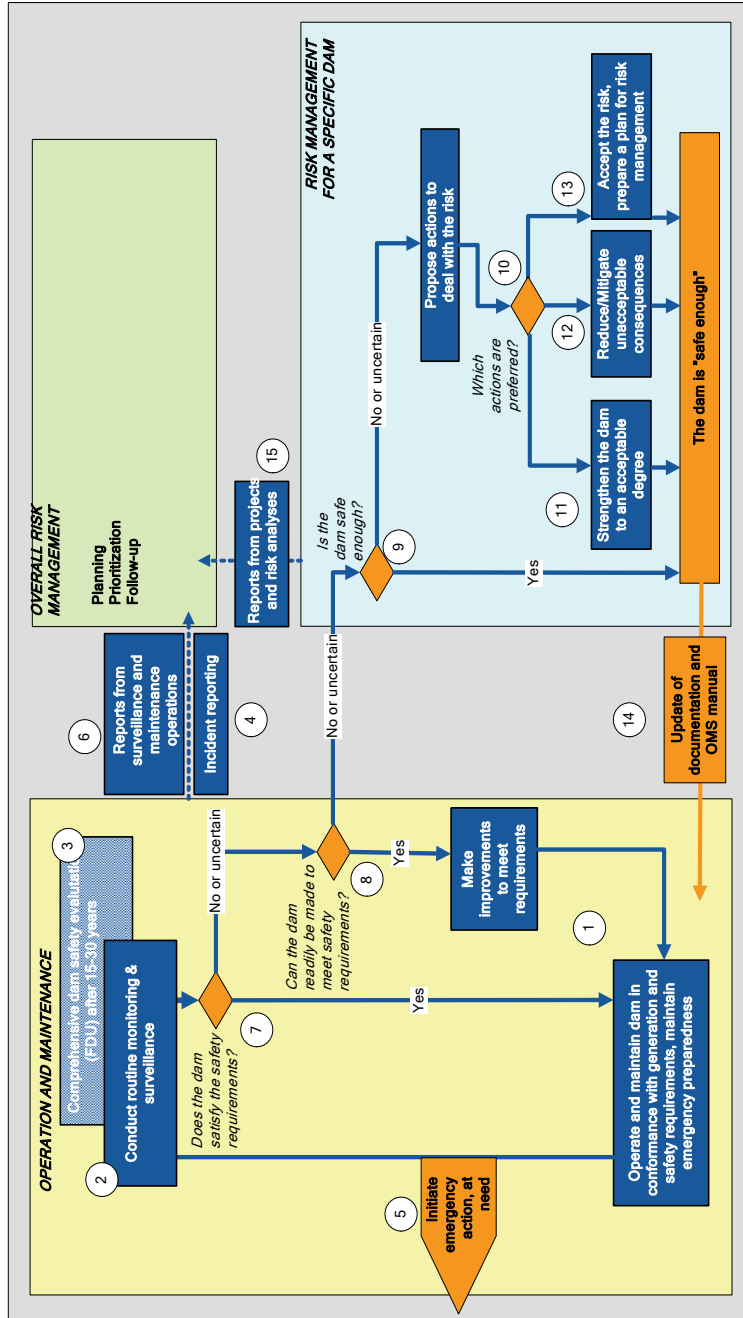 OPERATION AND MAINTENANCE
3
Comprehensive dam safety evalutati
(FDU) after 15-30 years
2
Conduct routine monitoring &
surveillance
7
Does the dam
satisfy the safety
requirements?
No or uncertain
Yes
8
Can the dam
readily be made to
meet safety
requirements?
Yes
Make
improvements
to meet
requirements
5
Initiate
emergency
action, at
need
1
Operate and maintain dam in
conformance with generation and
safety requirements, maintain
emergency preparedness
6
Reports from
surveillance and
maintenance
operations
Incident reporting
4
No or uncertain
14
Update of
documentation and
OMS manual
OVERALL RISK
MANAGEMENT
Planning
Prioritization
Follow-up
15
Reports from projects
and risk analyses
RISK MANAGEMENT
FOR A SPECIFIC DAM
Is the
dam safe
enough?
9
No or uncertain
Yes
Propose actions to
deal with the risk
10
Which
actions are
preferred?
11
Strengthen the dam
to an acceptable
degree
12
Reduce/Mitigate
unacceptable
consequences
13
Accept the risk,
prepare a plan for risk
management
The dam is "safe enough"